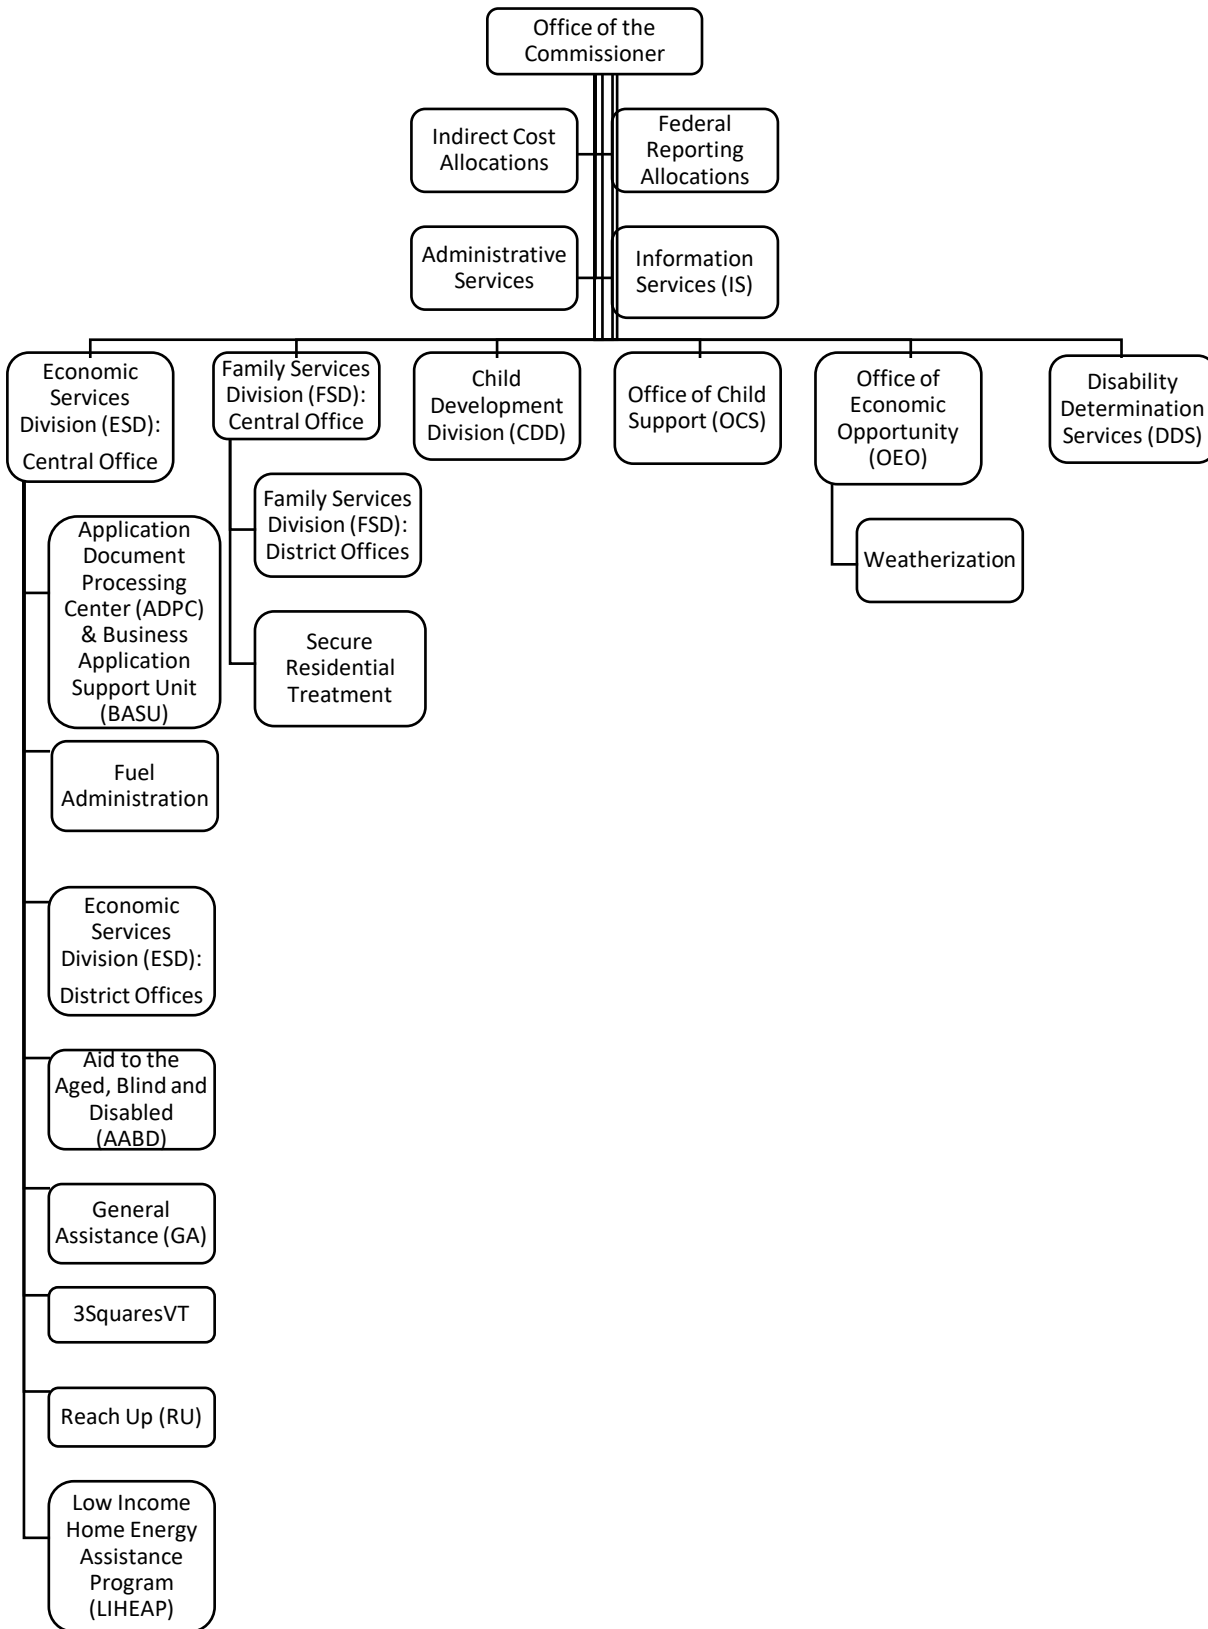 Office of the
Commissioner
Indirect Cost
Allocations
Federal
Reporting
Allocations
Administrative
Services
Information
Services (IS)
Economic
Services
Division (ESD):
Central Office
Family Services
Division (FSD):
Central Office
Child
Development
Division (CDD)
Office of Child
Support (OCS)
Office of
Economic
Opportunity
(OEO)
Disability
Determination
Services (DDS)
Application
Document
Processing
Center (ADPC)
& Business
Application
Support Unit
(BASU)
Family Services
Division (FSD):
District Offices
Weatherization
Secure
Residential
Treatment
Fuel
Administration
Economic
Services
Division (ESD):
District Offices
Aid to the
Aged, Blind and
Disabled
(AABD)
General
Assistance (GA)
3SquaresVT
Reach Up (RU)
Low Income
Home Energy
Assistance
Program
(LIHEAP)